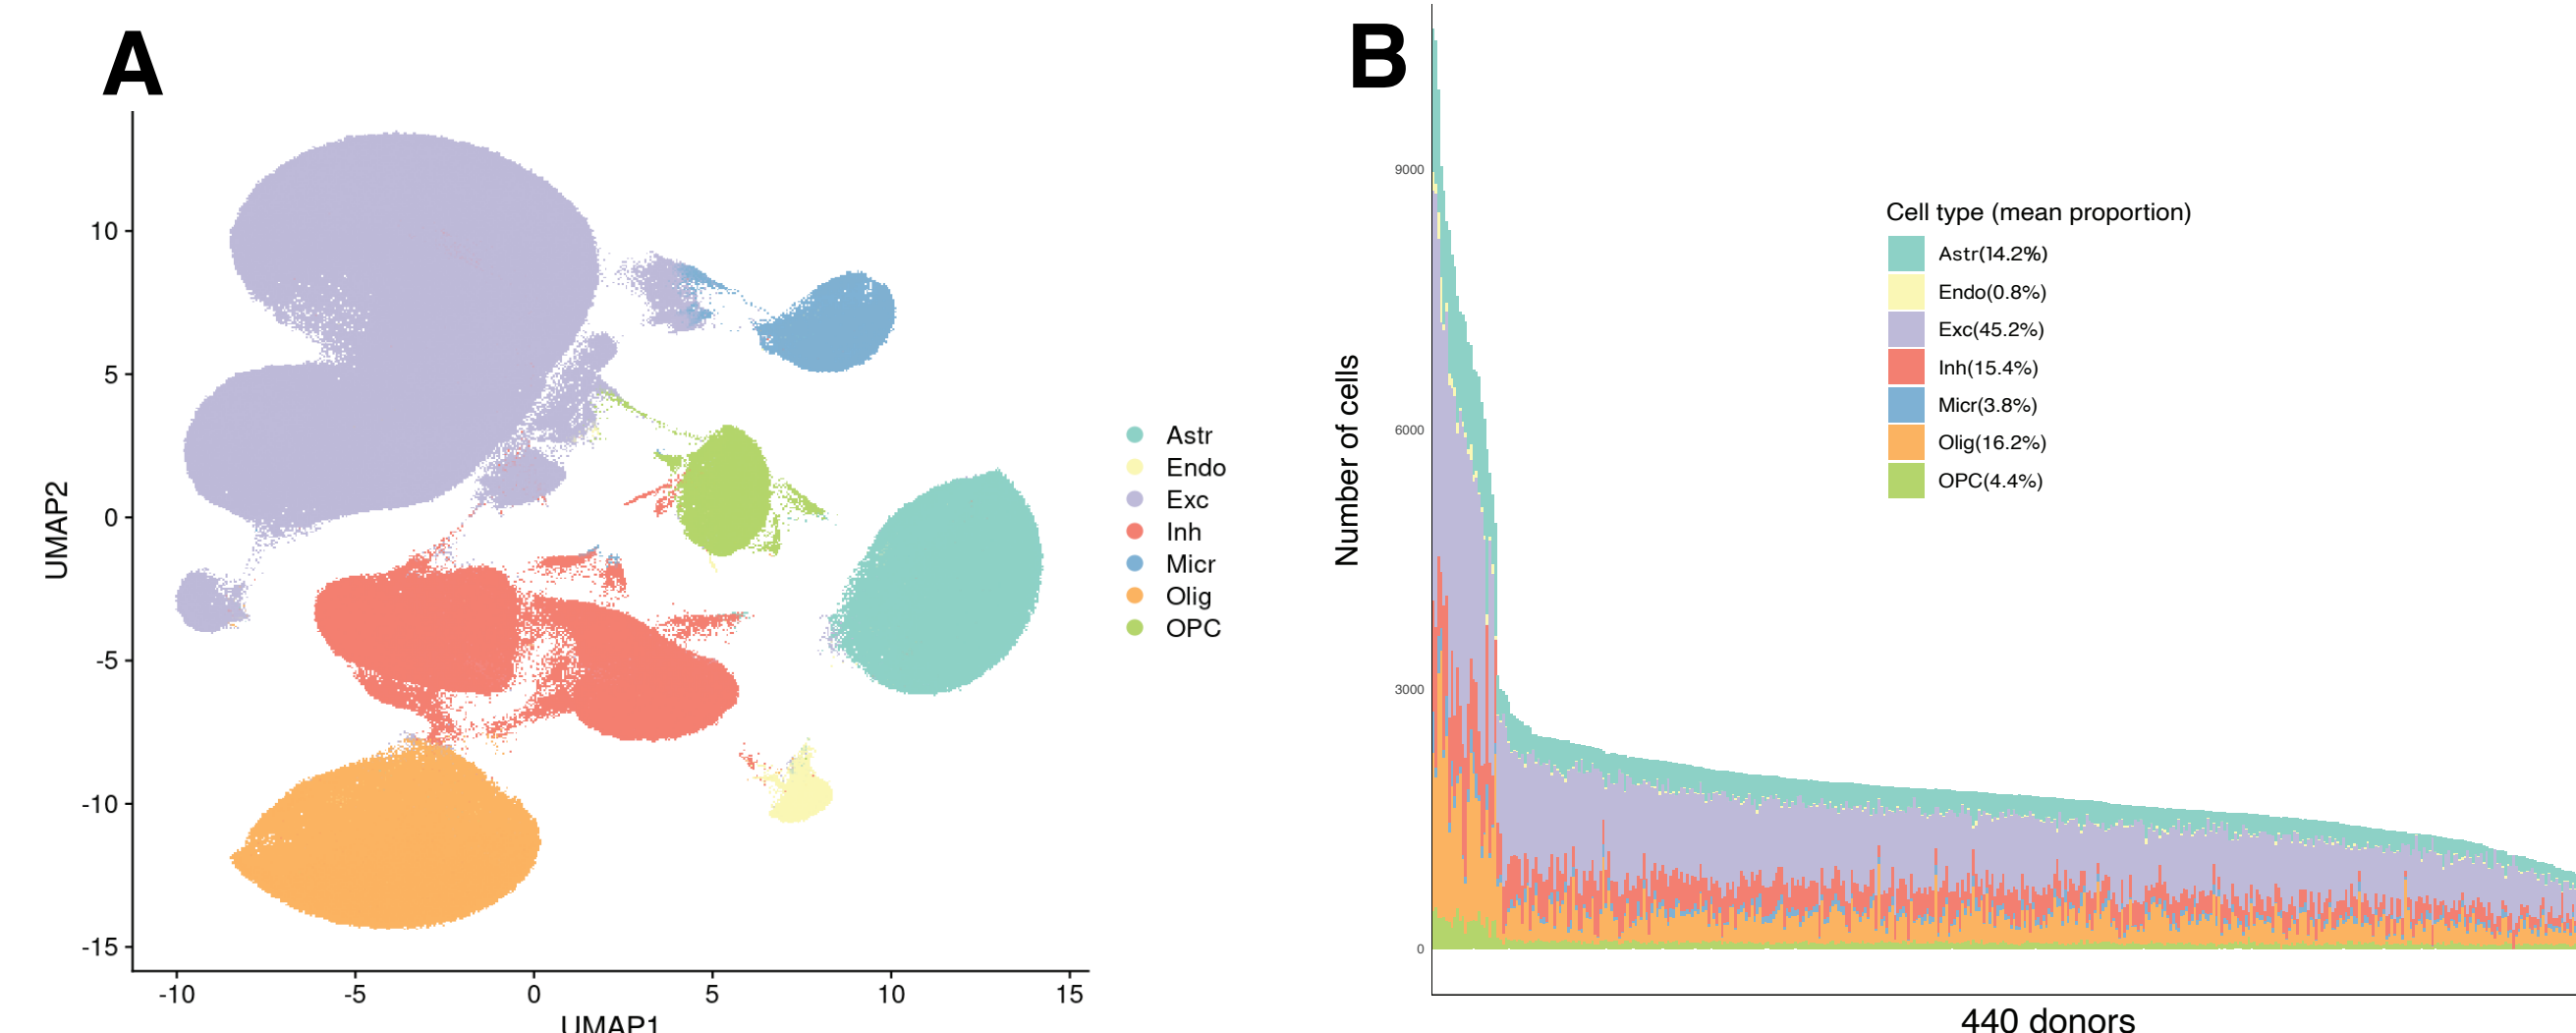 A
10
5
0
-5
-10
-15
UMAP2
-10 -5 0 5 10 15
UMAP1
Astr
Endo
Exc
Inh
Micr
Olig
OPC
B
9000
6000
3000
0
Number of cells
Cell type (mean proportion)
Astr(14.2%)
Endo(0.8%)
Exc(45.2%)
Inh(15.4%)
Micr(3.8%)
Olig(16.2%)
OPC(4.4%)
440 donors